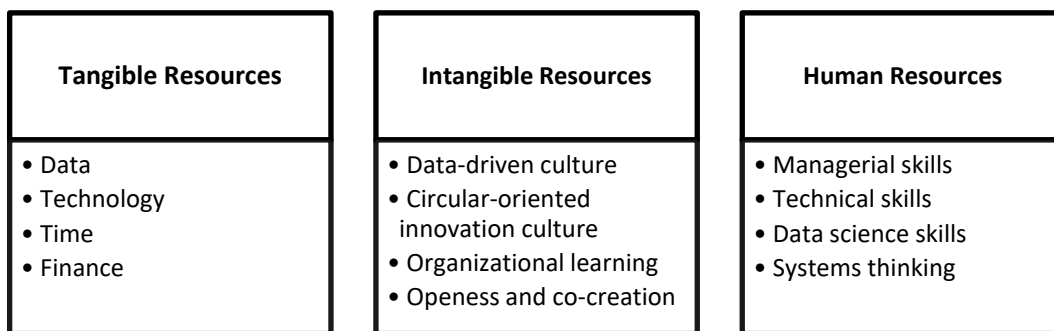 Tangible Resources
• Data
• Technology
• Time
• Finance
Intangible Resources
• Data-driven culture
• Circular-oriented
innovation culture
• Organizational learning
• Openess and co-creation
Human Resources
• Managerial skills
• Technical skills
• Data science skills
• Systems thinking